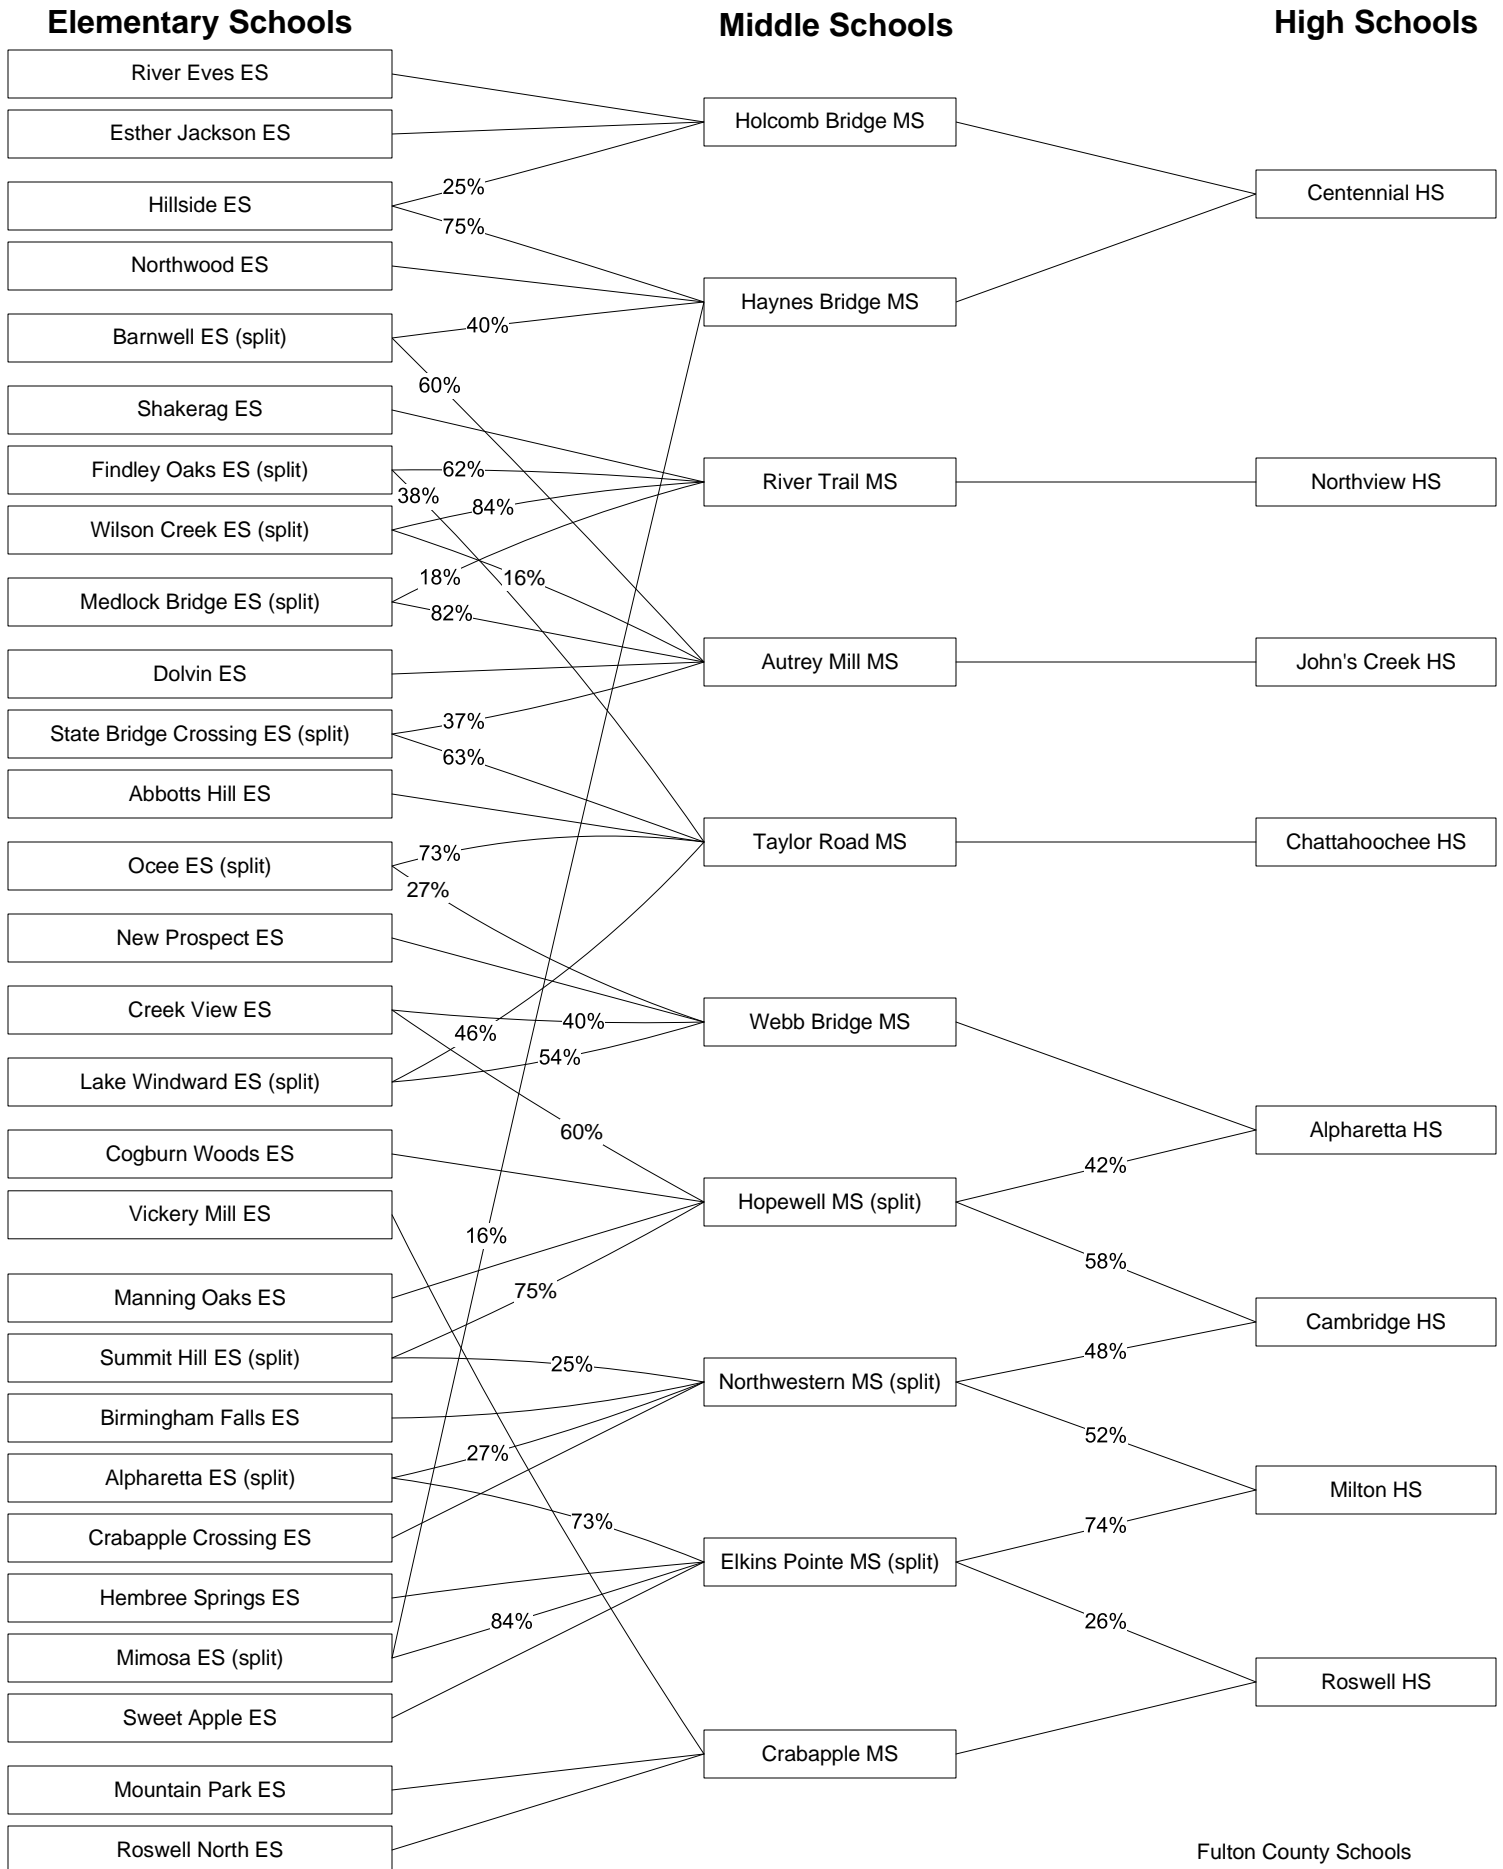 Elementary Schools
Middle Schools
High Schools
River Eves ES
Esther Jackson ES
Hillside ES
Northwood ES
Barnwell ES (split)
Shakerag ES
Findley Oaks ES (split)
Wilson Creek ES (split)
Medlock Bridge ES (split)
Dolvin ES
State Bridge Crossing ES (split)
Abbotts Hill ES
Ocee ES (split)
New Prospect ES
Creek View ES
Lake Windward ES (split)
Cogburn Woods ES
Vickery Mill ES
Manning Oaks ES
Summit Hill ES (split)
Birmingham Falls ES
Alpharetta ES (split)
Crabapple Crossing ES
Hembree Springs ES
Mimosa ES (split)
Sweet Apple ES
Mountain Park ES
Roswell North ES
25%
75%
40%
60%
62%
38%
84%
16%
18%
82%
37%
63%
73%
27%
40%
46%
54%
60%
16%
75%
25%
27%
73%
84%
Holcomb Bridge MS
Haynes Bridge MS
River Trail MS
Autrey Mill MS
Taylor Road MS
Webb Bridge MS
Hopewell MS (split)
Northwestern MS (split)
Elkins Pointe MS (split)
Crabapple MS
42%
58%
48%
52%
74%
26%
Centennial HS
Northview HS
John's Creek HS
Chattahoochee HS
Alpharetta HS
Cambridge HS
Milton HS
Roswell HS
Fulton County Schools